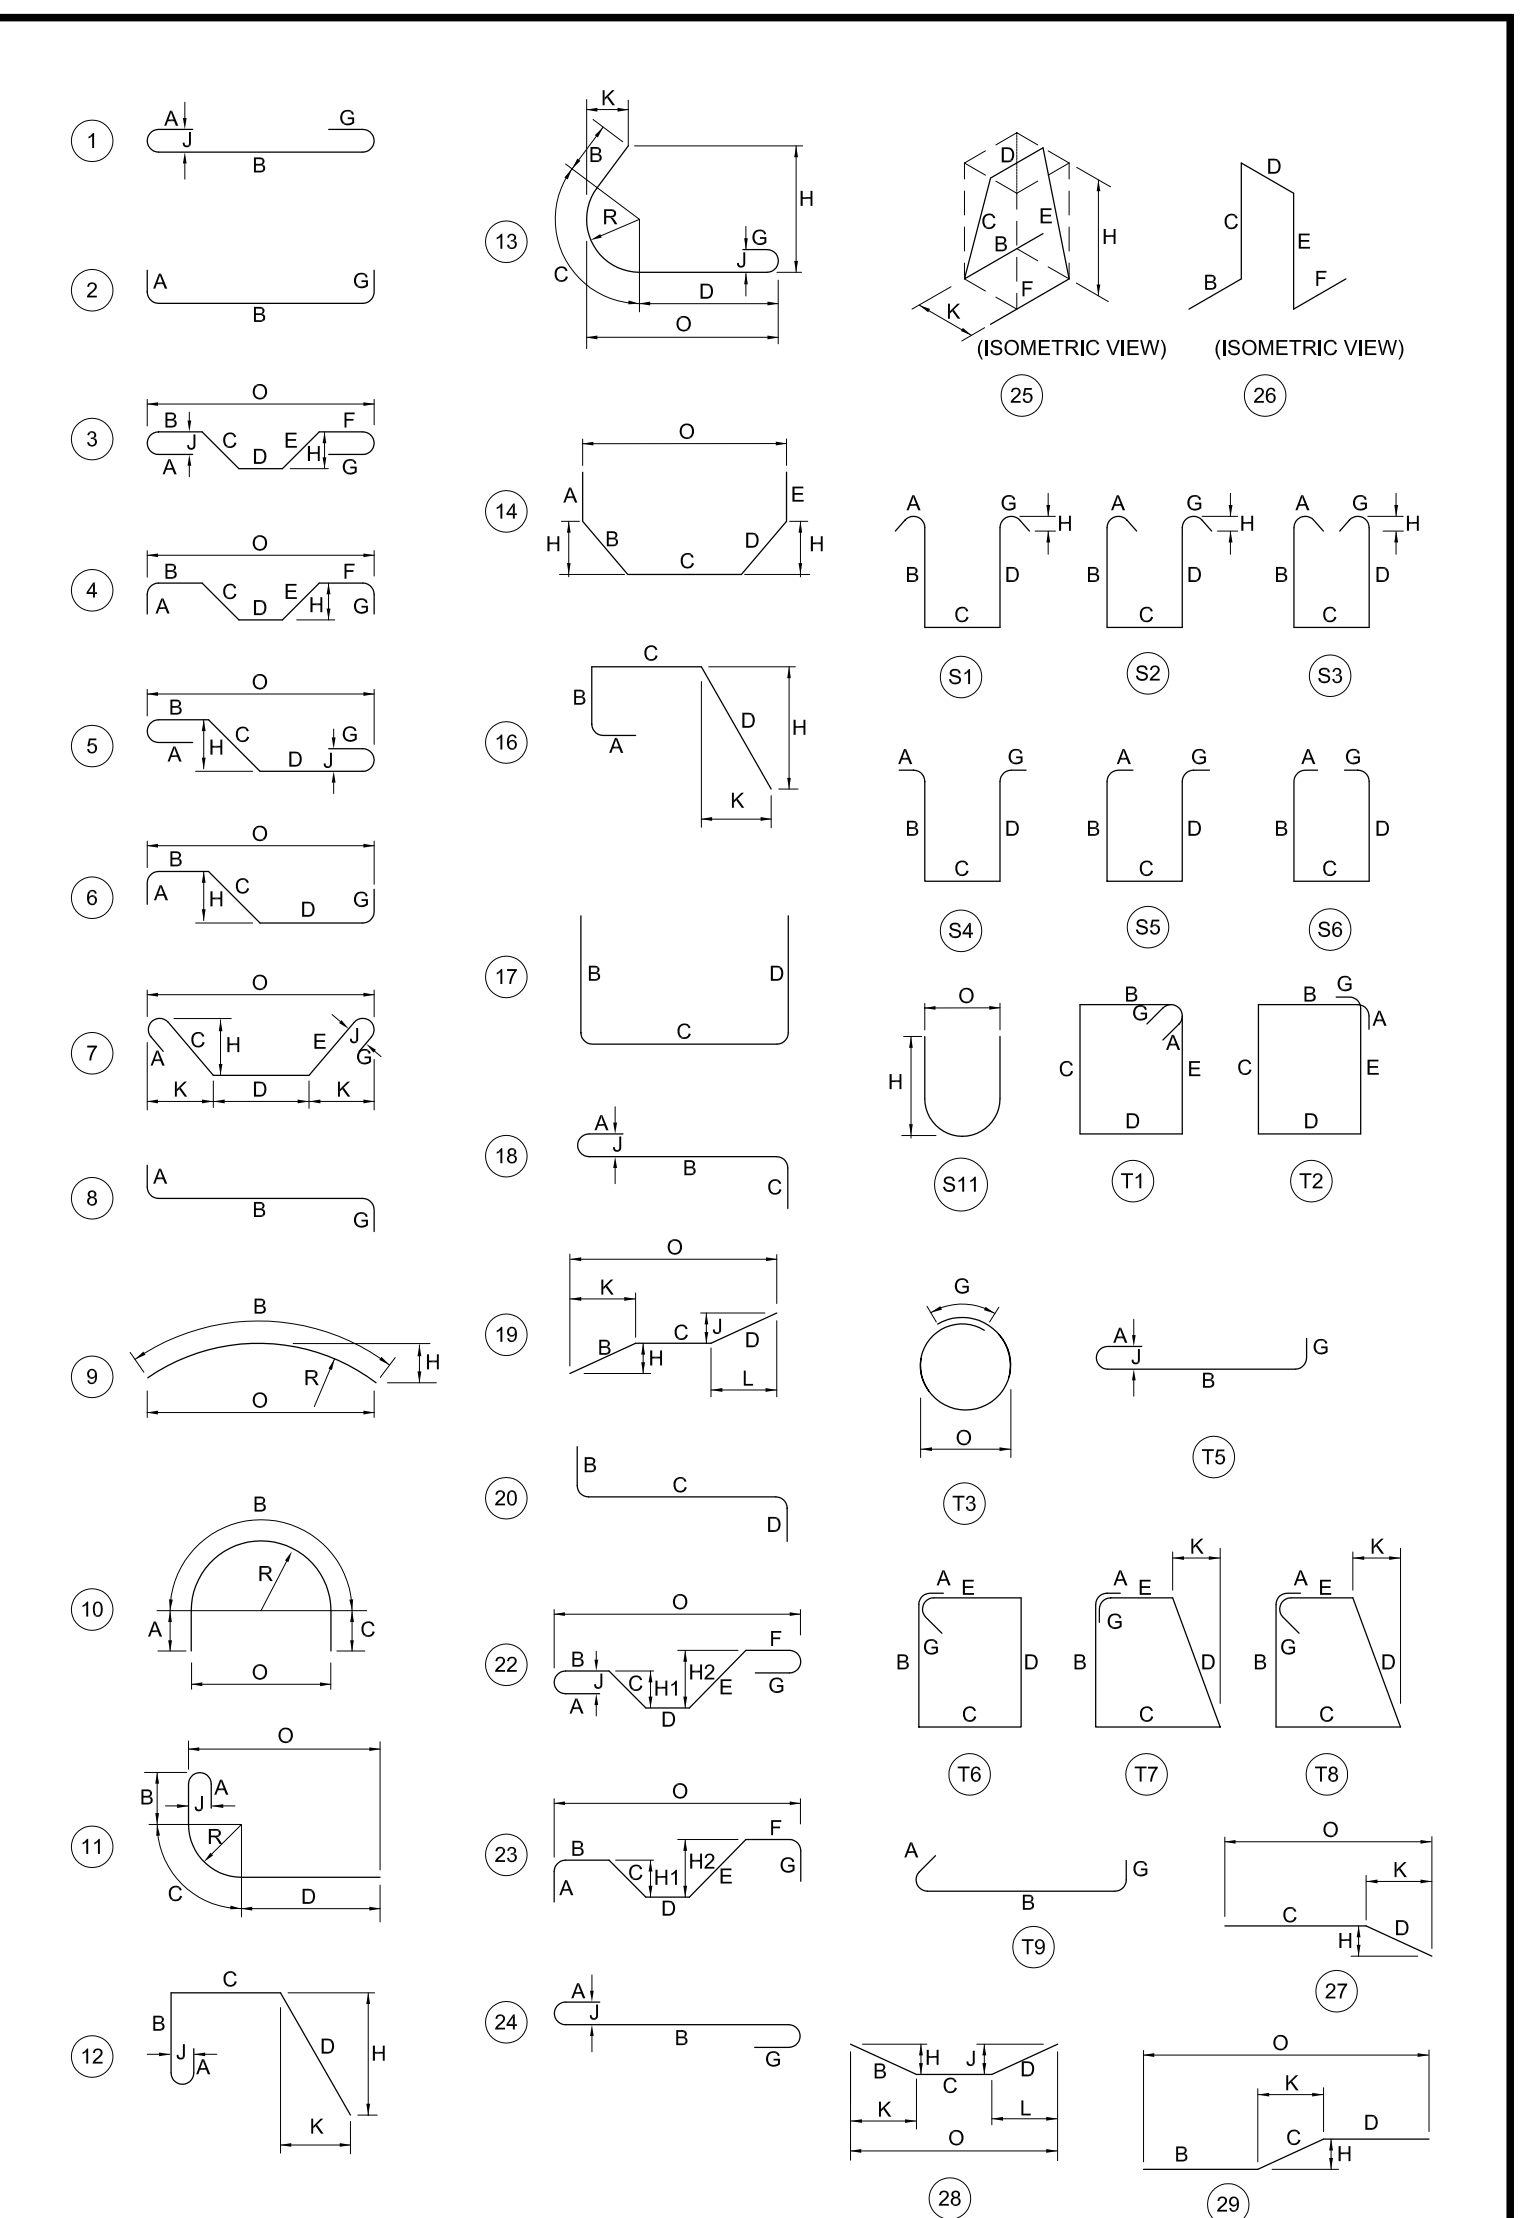 A G
J
1
B
A G
2
B
O
B F
3 J C E H
A D G
O
B F
4 C E H
A D G
O
B G
5 H C J
A D
O
B
6 A H C G
D
O
7 C H E J
A G
K D K
A
8 B G
B
9 R H
O
B
R
10 A C
O
O
B A
J
11 R
C D
C
B
12 J A D H
K
K
B
13 R H
G
C J
D
O
O
14 A E
H B D H
C
C
B
16 D H
A
K
17 B D
C
A
18 J
B C
O
K
19 B C J D
H
L
B
20 C
D
O
F
22 B J C H1 H2 E
A D G
O
F
23 B C H1 H2 E G
A D
A
24 J
B
G
D
C E
B H
F
K
(ISOMETRIC VIEW)
25
D
C
E
B F
(ISOMETRIC VIEW)
26
A G H
B D
C
S1
A G H
B D
C
S2
A G H
B D
C
S3
A G
B D
C
S4
A G
B D
C
S5
A G
B D
C
S6
O
H
S11
B
G
A
C E
D
T1
B G
A
C E
D
T2
G
O
T3
A
J G
B
T5
A E
G
B D
C
T6
K
A E
G
B D
C
T7
K
A E
G
B D
C
T8
A G
B
T9
O
K
C D
H
27
H J
B C D
K L
O
28
O
K
D
C
B H
29